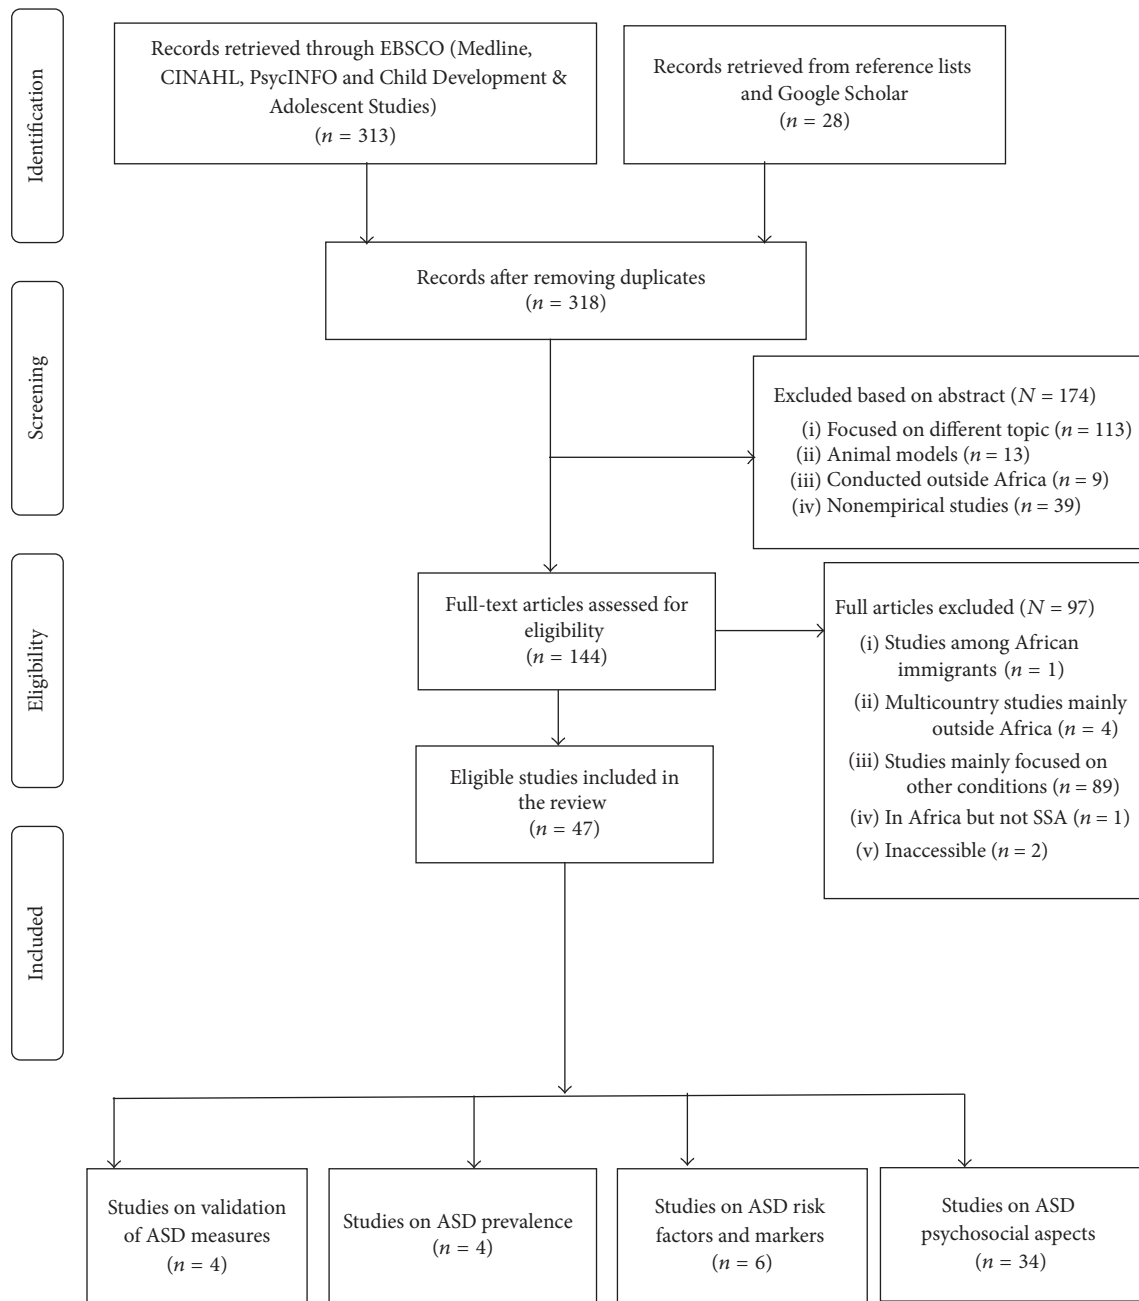 Identification
Records retrieved through EBSCO (Medline,
CINAHL, PsycINFO and Child Development &
Adolescent Studies)
(n = 313)
Records retrieved from reference lists
and Google Scholar
(n = 28)
Records after removing duplicates
(n = 318)
Screening
Excluded based on abstract (N = 174)
(i) Focused on different topic (n = 113)
(ii) Animal models (n = 13)
(iii) Conducted outside Africa (n = 9)
(iv) Nonempirical studies (n = 39)
Eligibility
Full-text articles assessed for
eligibility
(n = 144)
Full articles excluded (N = 97)
(i) Studies among African
immigrants (n = 1)
(ii) Multicountry studies mainly
outside Africa (n = 4)
(iii) Studies mainly focused on
other conditions (n = 89)
(iv) In Africa but not SSA (n = 1)
(v) Inaccessible (n = 2)
Eligible studies included in
the review
(n = 47)
Included
Studies on validation
of ASD measures
(n = 4)
Studies on ASD prevalence
(n = 4)
Studies on ASD risk
factors and markers
(n = 6)
Studies on ASD
psychosocial aspects
(n = 34)